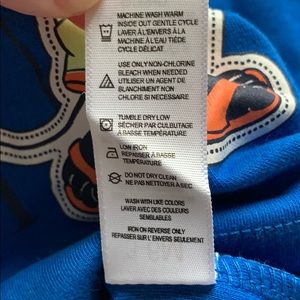 MACHINE WASH WARM
INSIDE OUT GENTLE CYCLE
LAVER À L'ENVERS À LA
MACHINE À L'EAU TIÈDE
CYCLE DÉLICAT
USE ONLY NON-CHLORINE
BLEACH WHEN NEEDED
UTILISER UN AGENT DE
BLANCHIMENT NON
CHLORÉ SI NÉCESSAIRE
TUMBLE DRY LOW
SÉCHER PAR CULBUTAGE
À BASSE TEMPÉRATURE
LOW IRON
REPASSER À BASSE
TEMPÉRATURE
DO NOT DRY CLEAN
NE PAS NETTOYER À SEC
WASH WITH LIKE COLORS
LAVER AVEC DES COULEURS
SEMBLABLES
IRON ON REVERSE ONLY
REPASSER SUR L'ENVERS SEULEMENT